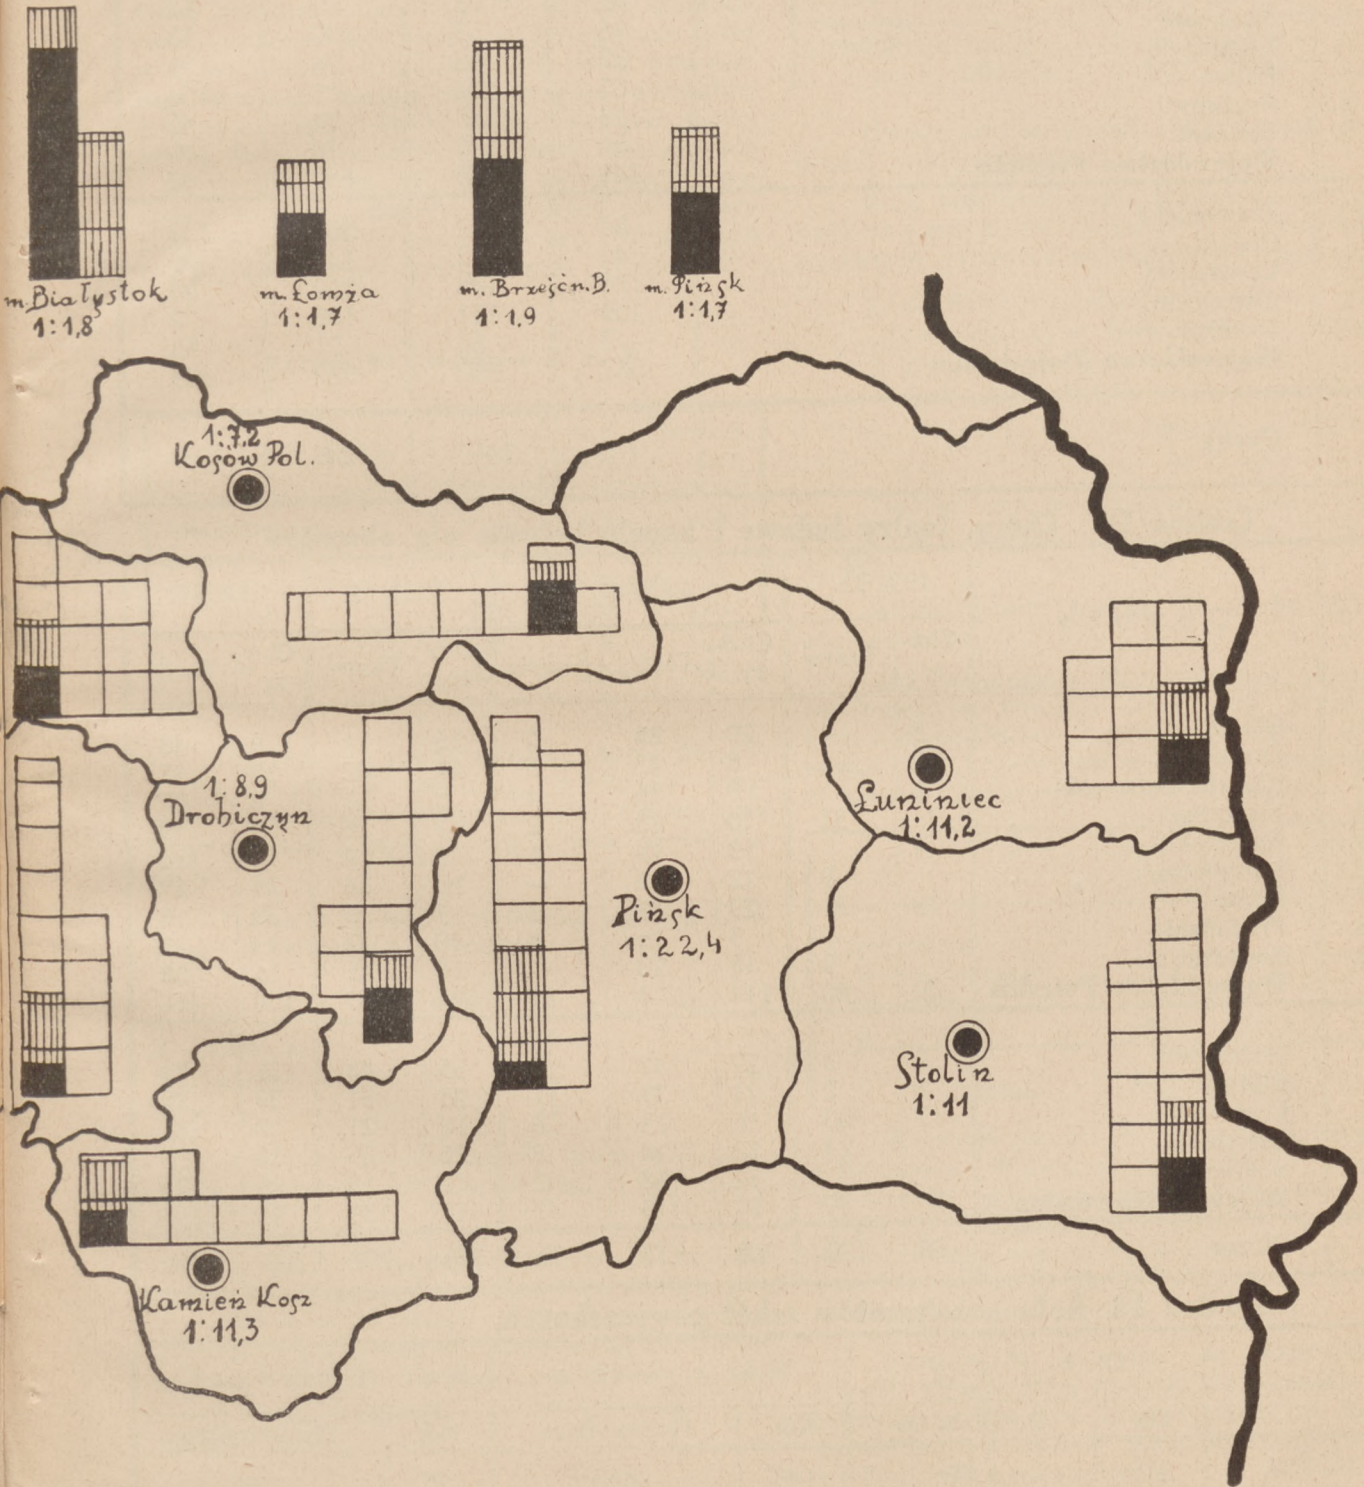 m. Białystok
1:1,8
m. Łomża
1:1,7
m. Brześć n. B.
1:1,9
m. Pińsk
1:1,7
1:7,2
Kosów Pol.
1:8,9
Drohiczyn
Pińsk
1:22,4
Łuniniec
1:11,2
Stolin
1:11
Kamień Kosz
1:11,3